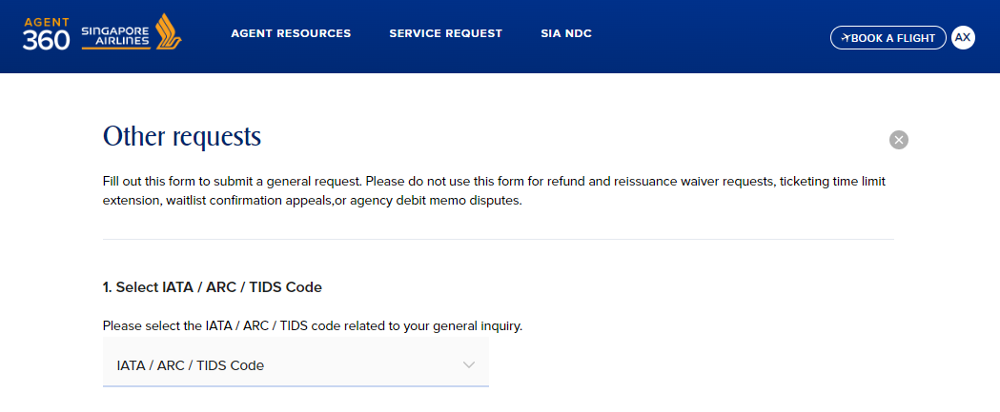 AGENT
360
SINGAPORE
AIRLINES
AGENT RESOURCES
SERVICE REQUEST
SIA NDC
BOOK A FLIGHT
AX
Other requests
Fill out this form to submit a general request. Please do not use this form for refund and reissuance waiver requests, ticketing time limit
extension, waitlist confirmation appeals,or agency debit memo disputes.
1. Select IATA / ARC / TIDS Code
Please select the IATA / ARC / TIDS code related to your general inquiry.
IATA / ARC / TIDS Code